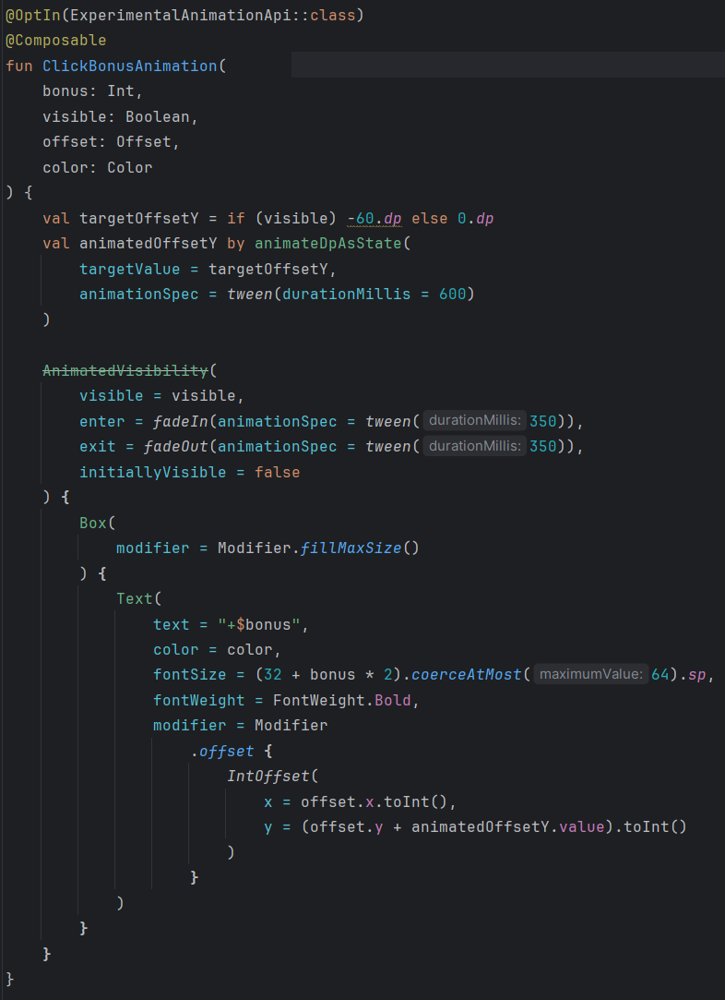 @OptIn(ExperimentalAnimationApi::class)
@Composable
fun ClickBonusAnimation(
    bonus: Int,
    visible: Boolean,
    offset: Offset,
    color: Color
) {
    val targetOffsetY = if (visible) -60.dp else 0.dp
    val animatedOffsetY by animateDpAsState(
        targetValue = targetOffsetY,
        animationSpec = tween(durationMillis = 600)
    )

    AnimatedVisibility(
        visible = visible,
        enter = fadeIn(animationSpec = tween( durationMillis: 350)),
        exit = fadeOut(animationSpec = tween( durationMillis: 350)),
        initiallyVisible = false
    ) {
        Box(
            modifier = Modifier.fillMaxSize()
        ) {
            Text(
                text = "+$bonus",
                color = color,
                fontSize = (32 + bonus * 2).coerceAtMost( maximumValue: 64).sp,
                fontWeight = FontWeight.Bold,
                modifier = Modifier
                    .offset {
                        IntOffset(
                            x = offset.x.toInt(),
                            y = (offset.y + animatedOffsetY.value).toInt()
                        )
                    }
            )
        }
    }
}